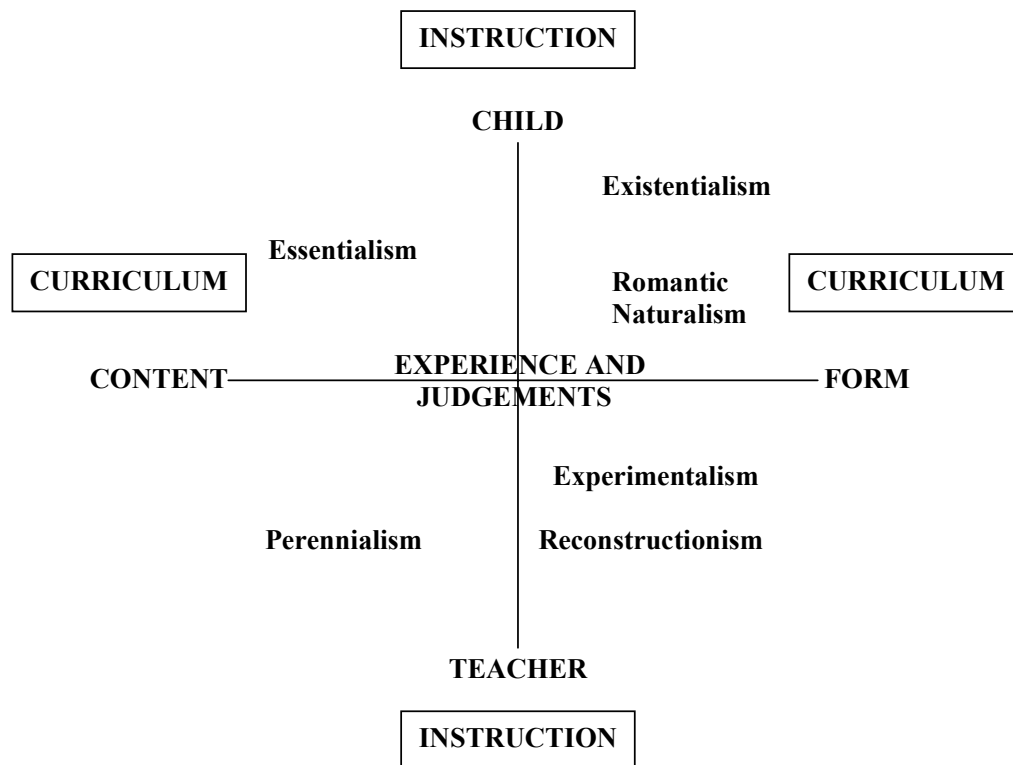 INSTRUCTION
CHILD
Existentialism
Essentialism
CURRICULUM
Romantic
Naturalism
CURRICULUM
CONTENT
EXPERIENCE AND
JUDGEMENTS
FORM
Experimentalism
Perennialism
Reconstructionism
TEACHER
INSTRUCTION